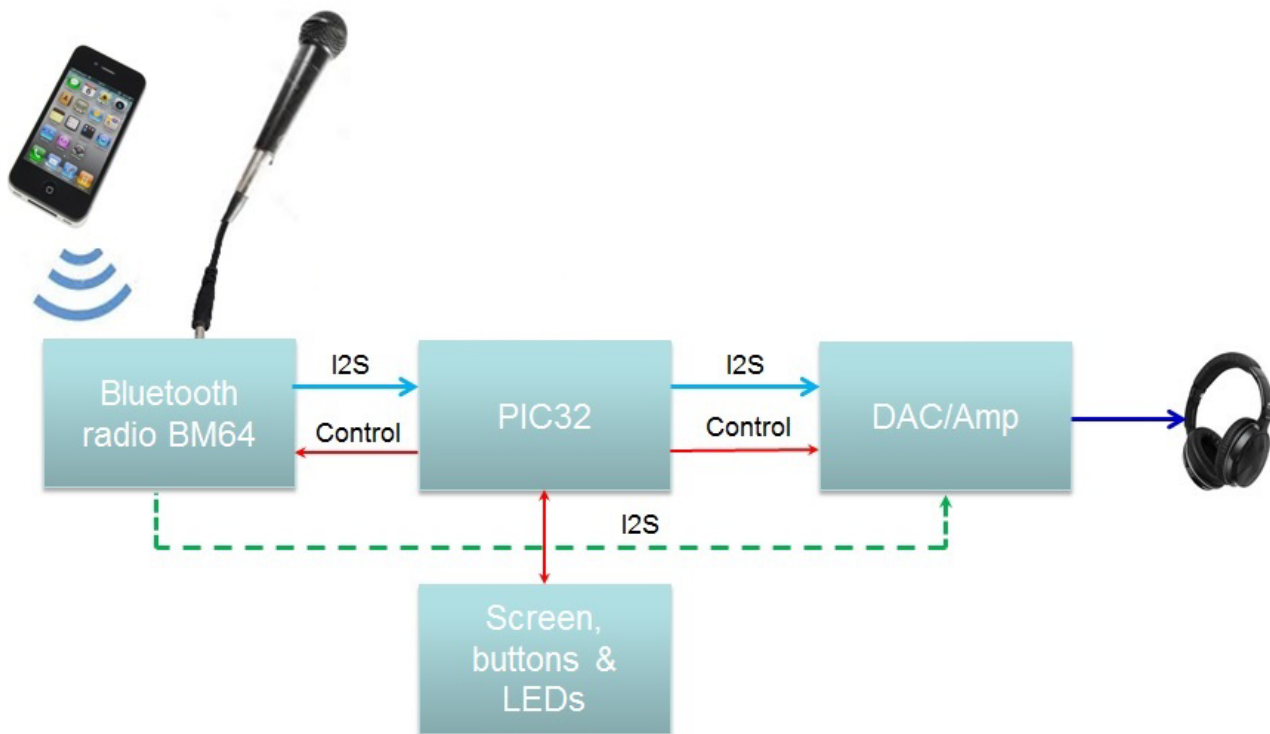 Bluetooth
radio BM64
I2S
Control
PIC32
I2S
Control
DAC/Amp
I2S
Screen,
buttons &
LEDs